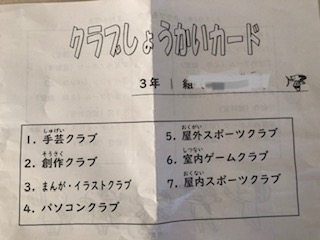 クラブしょうかいカード
3年 1組
1. 手芸クラブ
2. 創作クラブ
3. まんが・イラストクラブ
4. パソコンクラブ
5. 屋外スポーツクラブ
6. 室内ゲームクラブ
7. 屋内スポーツクラブ